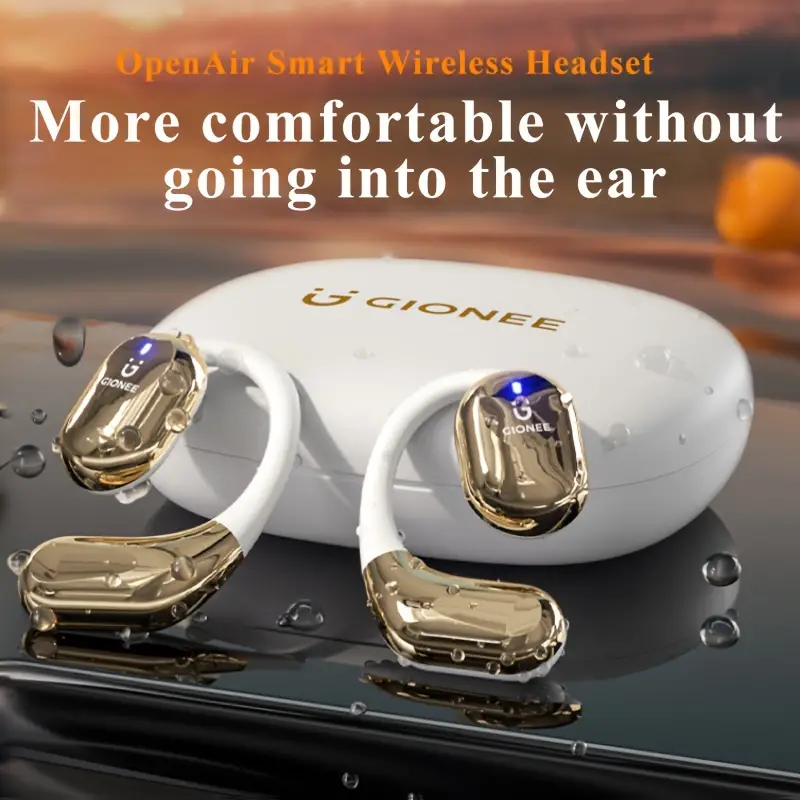 OpenAir Smart Wireless Headset
More comfortable without
going into the ear
GIONEE
GIONEE
GIONEE